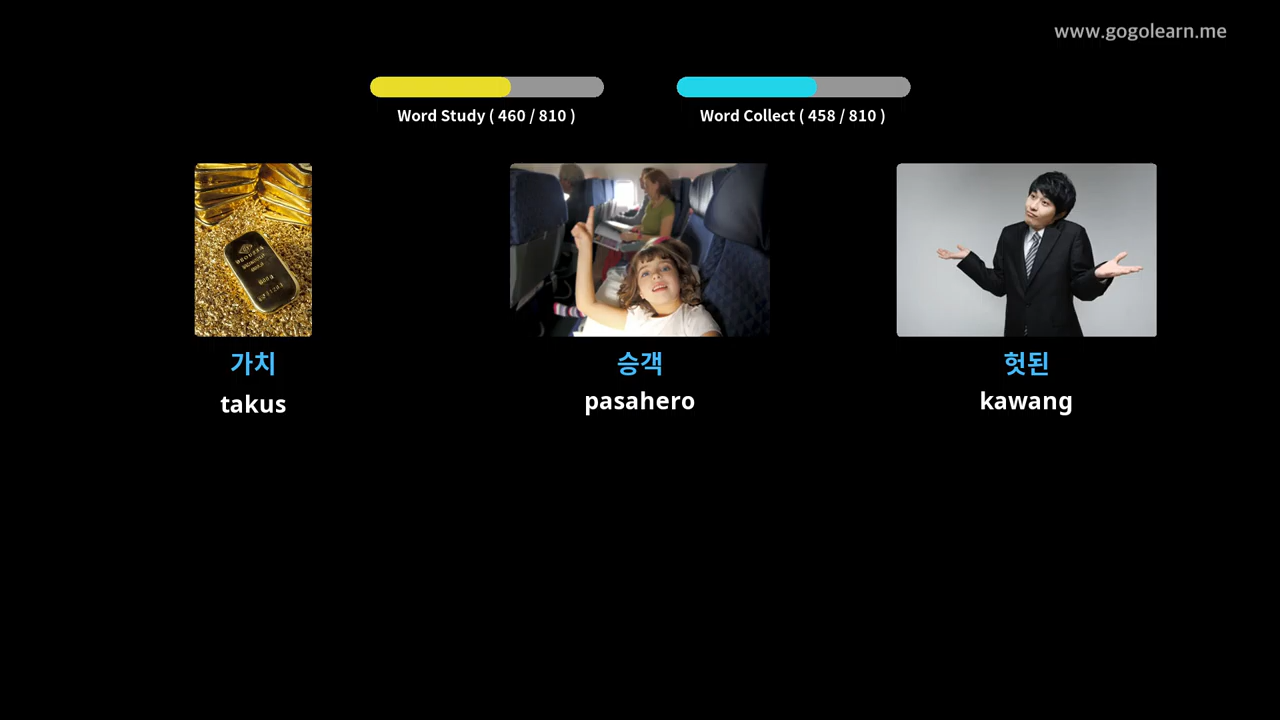 www.gogolearn.me
Word Study ( 460 / 810 )
Word Collect ( 458 / 810 )
가치
takus
승객
pasahero
헛된
kawang